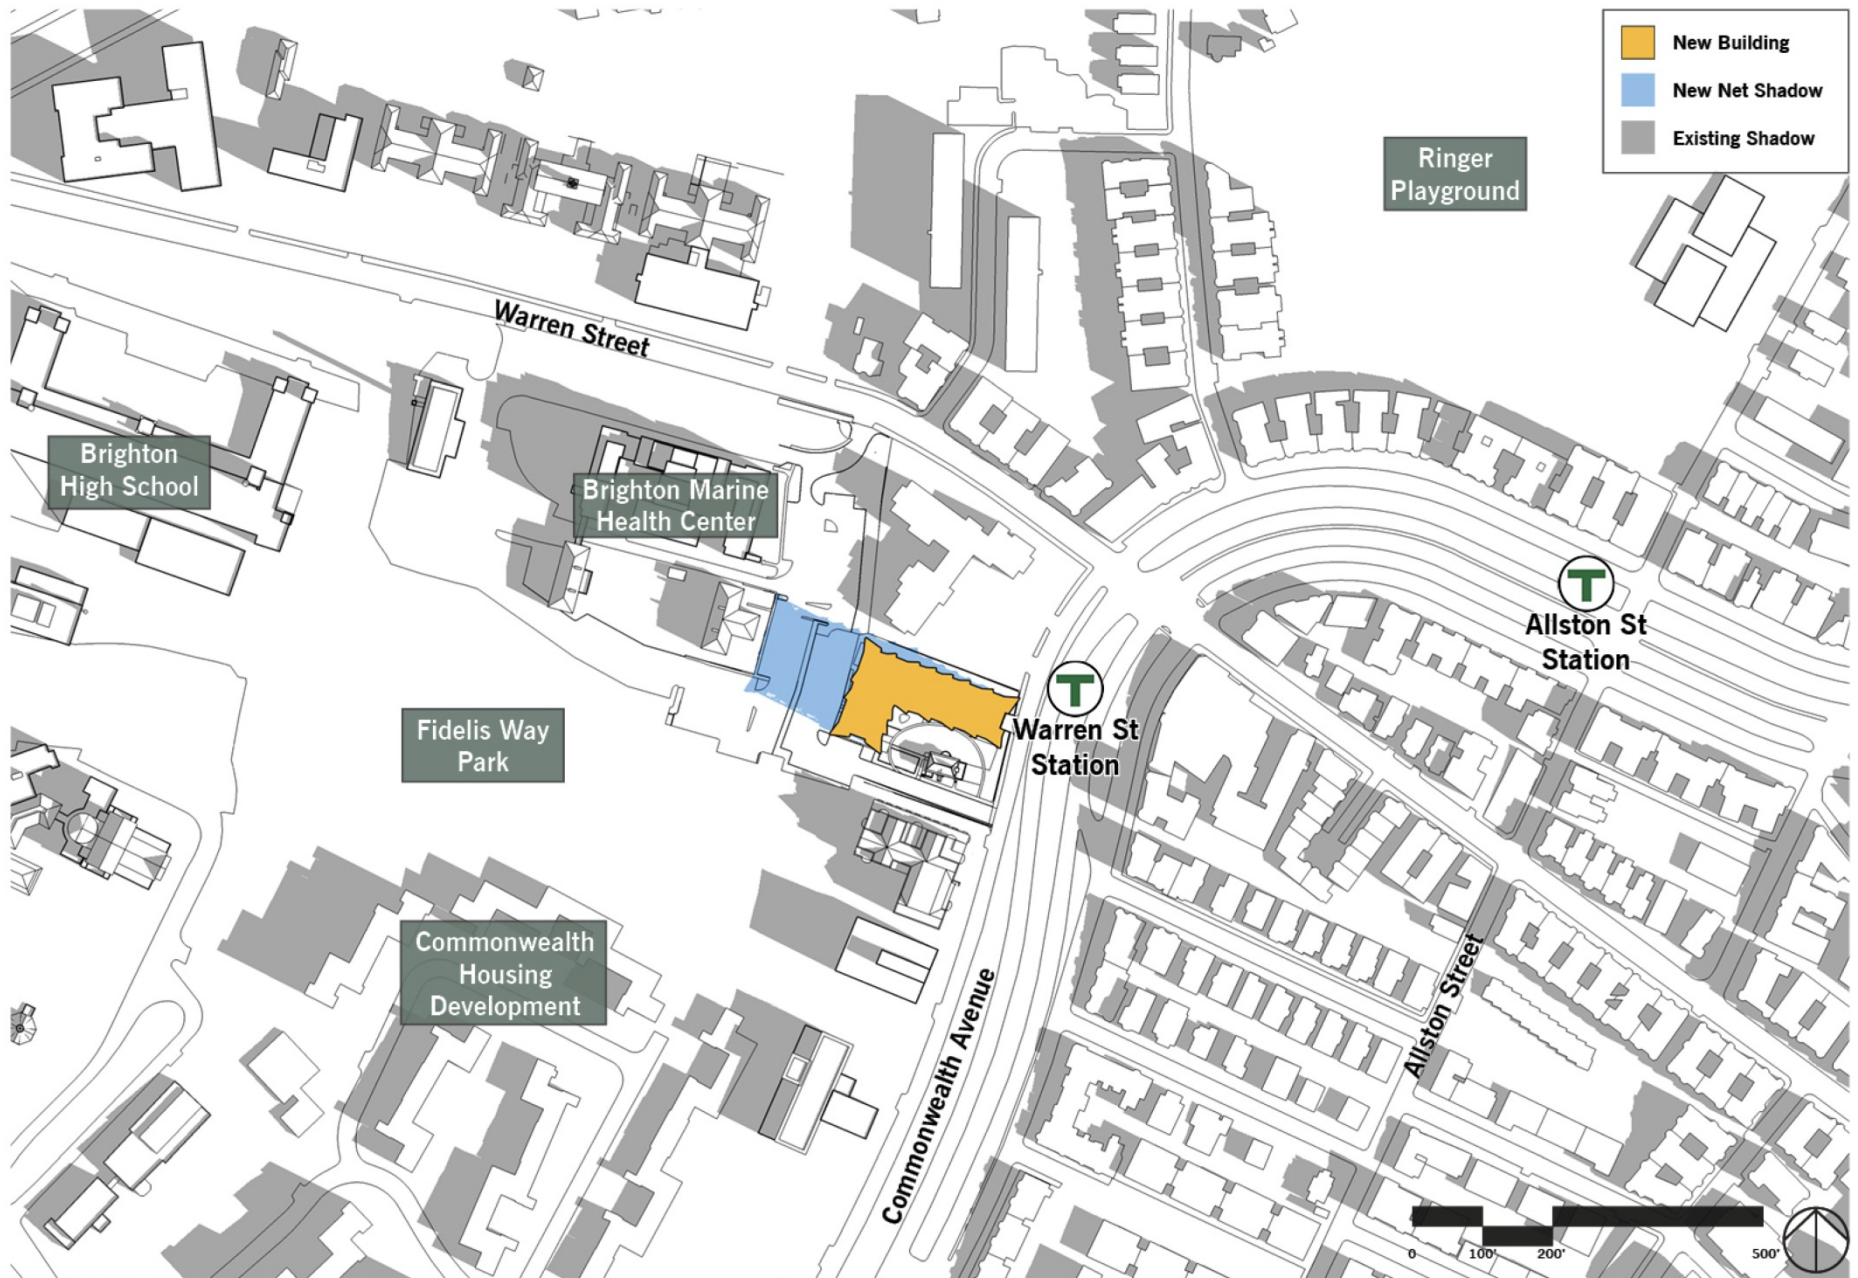 New Building
New Net Shadow
Existing Shadow
Ringer
Playground
Warren Street
Brighton
High School
Brighton Marine
Health Center
T
Allston St
Station
T
Warren St
Station
Fidelis Way
Park
Commonwealth
Housing
Development
Commonwealth Avenue
Allston Street
0
100'
200'
500'